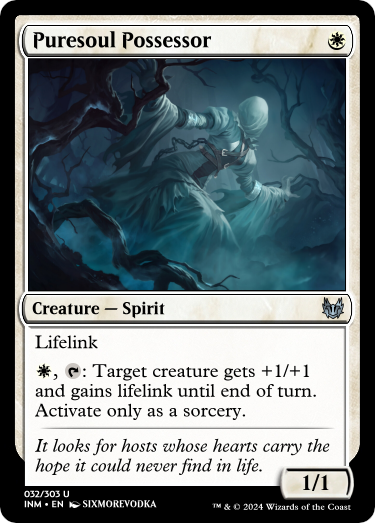 Puresoul Possessor
Creature — Spirit
Lifelink
, : Target creature gets +1/+1
and gains lifelink until end of turn.
Activate only as a sorcery.
It looks for hosts whose hearts carry the
hope it could never find in life.
1/1
032/303 U
INM • EN SIXMOREVODKA
™ & © 2024 Wizards of the Coast